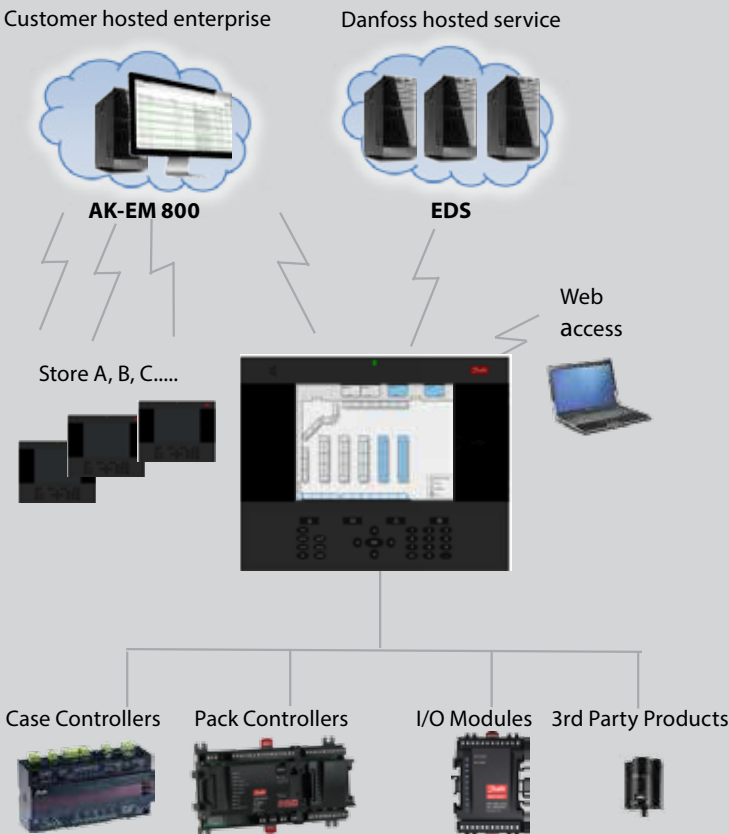 Customer hosted enterprise
Danfoss hosted service
AK-EM 800
EDS
Web
access
Store A, B, C.....
Case Controllers
Pack Controllers
I/O Modules
3rd Party Products